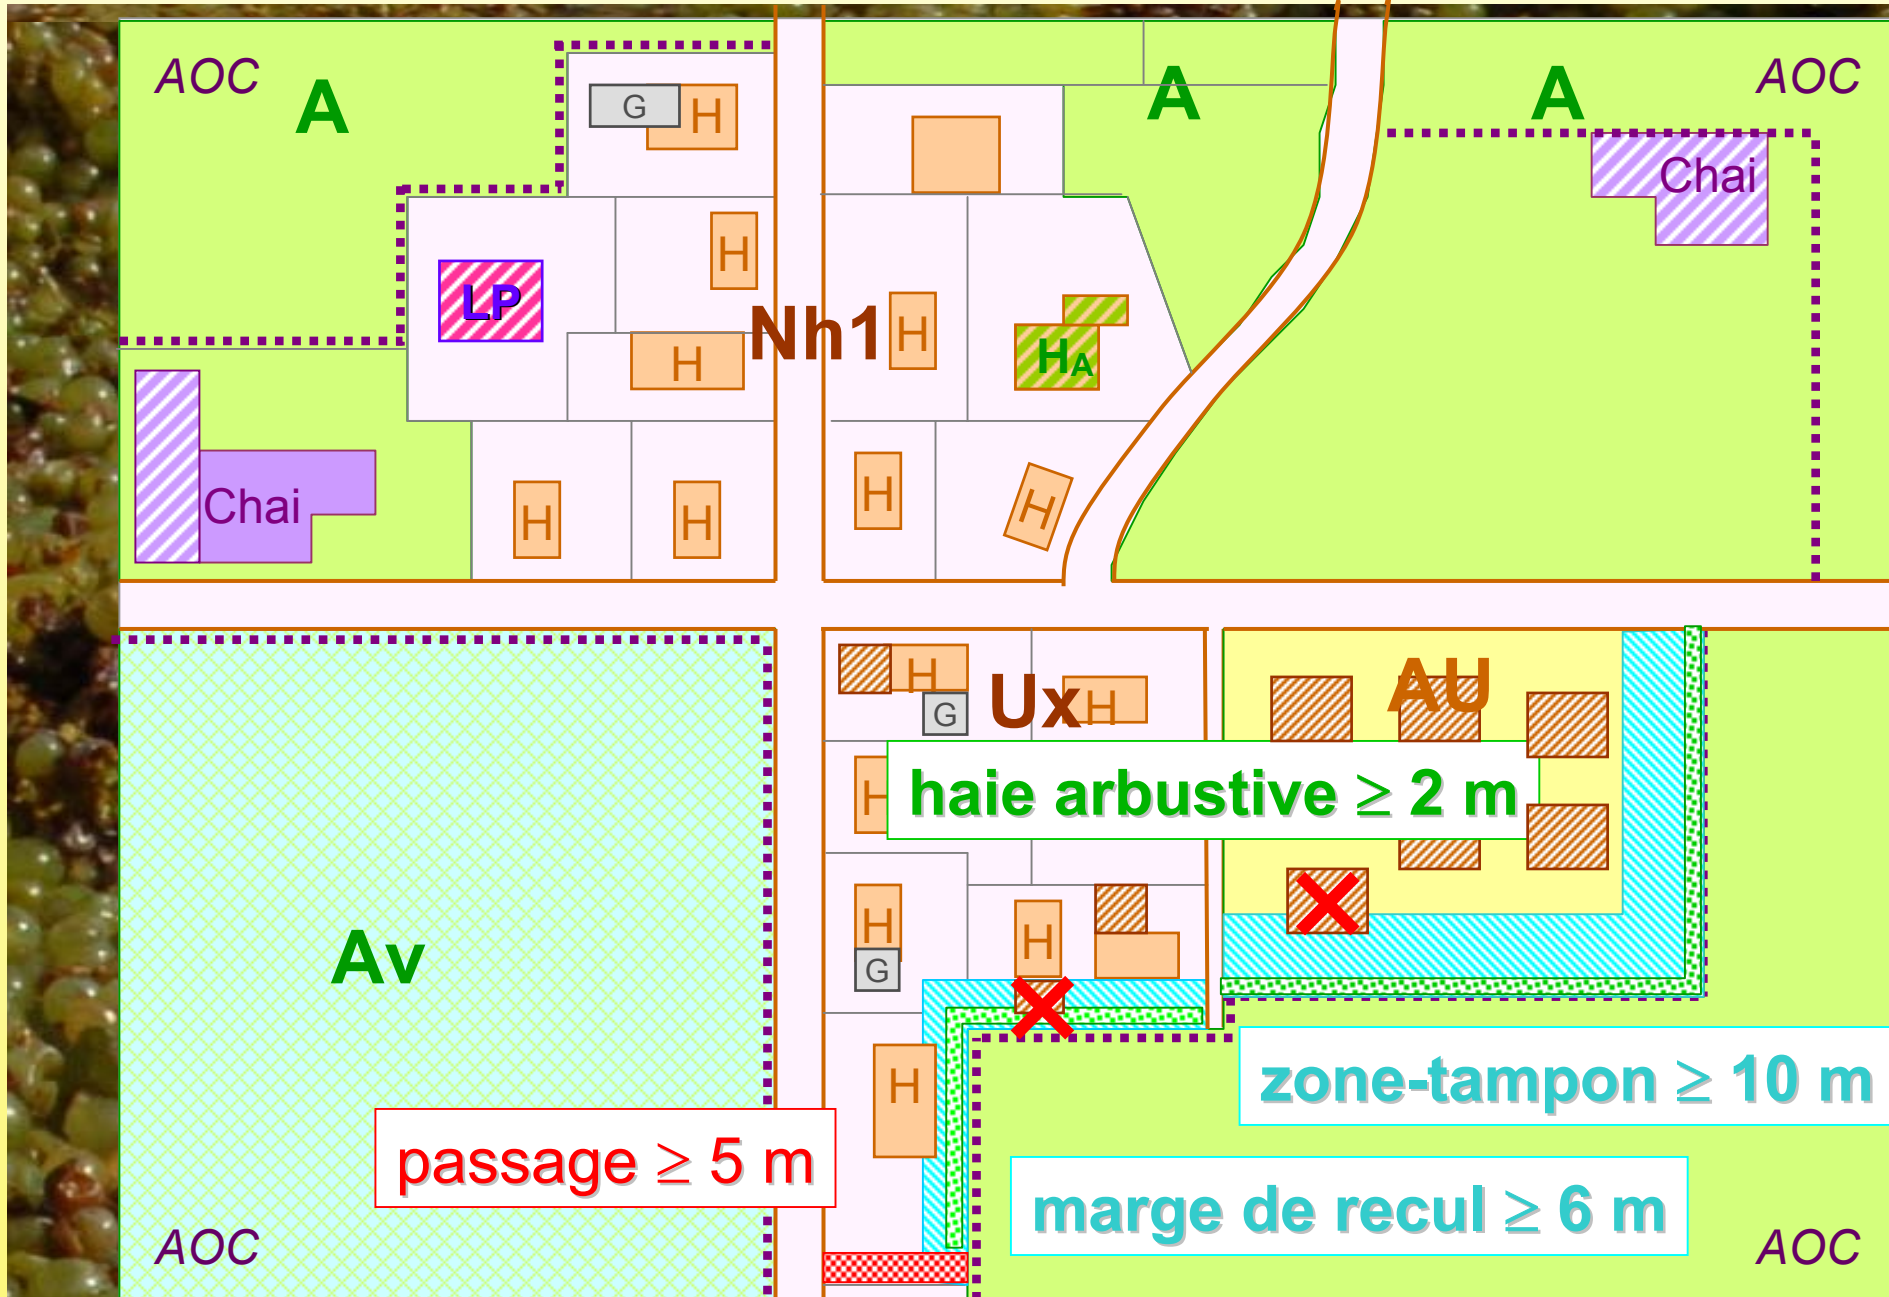 AOC
A
G
H
A
A
AOC
Chai
H
LP
Nh1
H
HA
H
Chai
H
H
H
H
H
G
Ux
H
AU
H
haie arbustive ≥ 2 m
H
G
H
Av
H
zone-tampon ≥ 10 m
passage ≥ 5 m
marge de recul ≥ 6 m
AOC
AOC